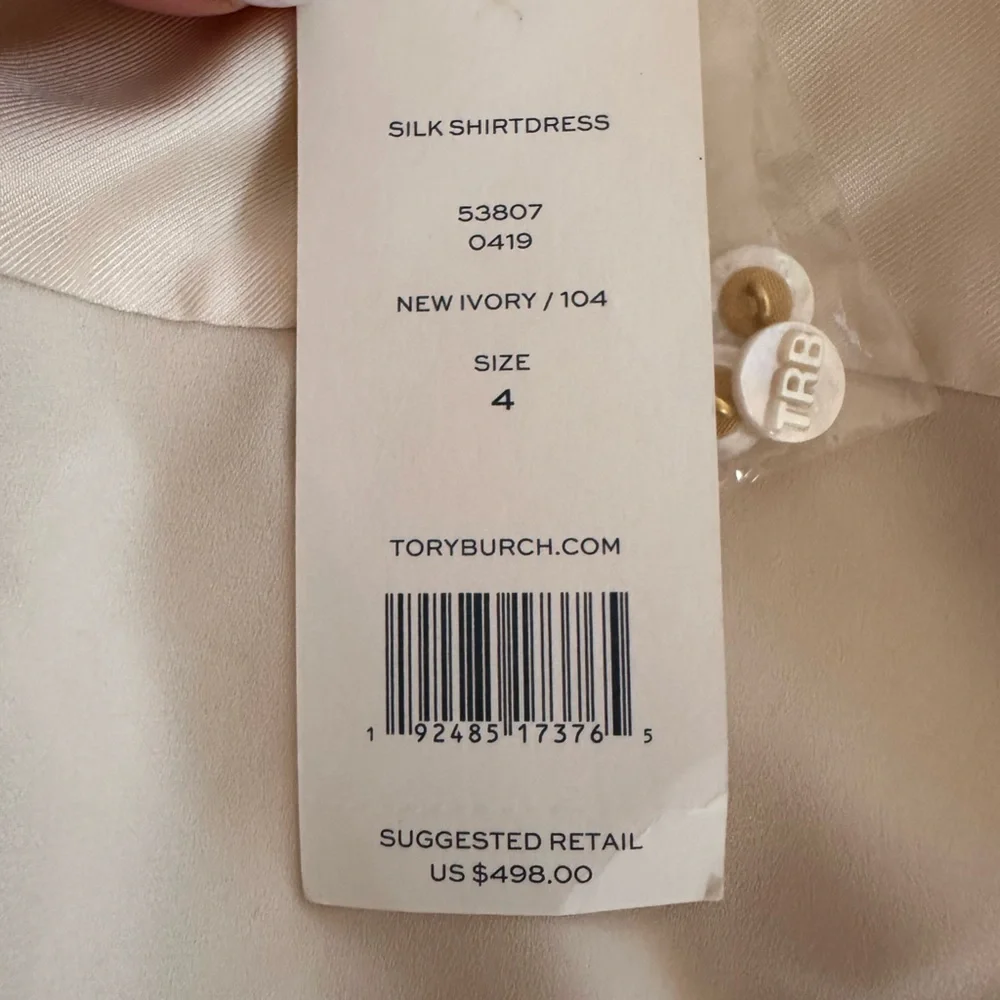 SILK SHIRTDRESS
53807
0419
NEW IVORY / 104
SIZE
4
TRB
TORYBURCH.COM
1 92485 17376 5
SUGGESTED RETAIL
US $498.00